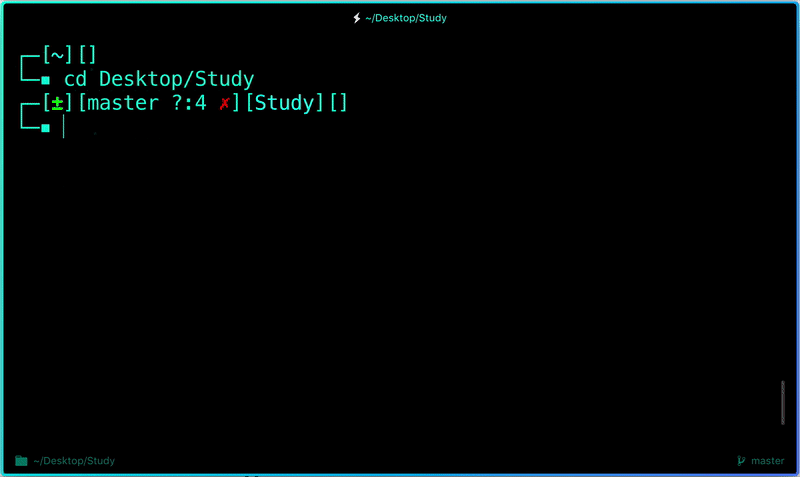 ⚡ ~/Desktop/Study
┌─[~][]
└─▪ cd Desktop/Study
┌─[±][master ?:4 ✗][Study][]
└─▪
~/Desktop/Study
master